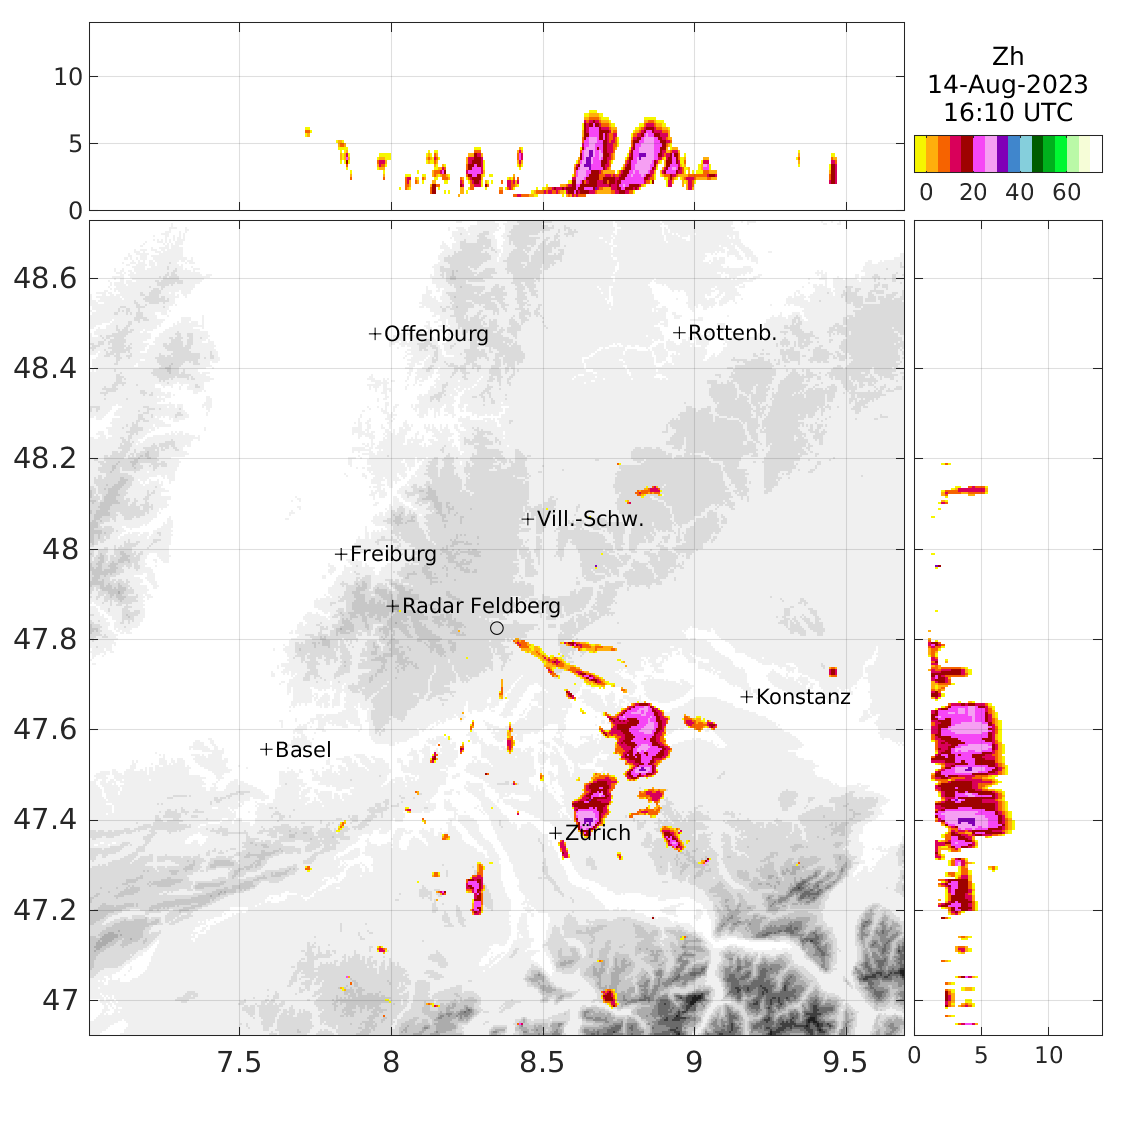 10
5
0
Zh
14-Aug-2023
16:10 UTC
0 20 40 60
48.6
48.4
48.2
48
47.8
47.6
47.4
47.2
47
Offenburg
Rottenb.
Vill.-Schw.
Freiburg
Radar Feldberg
Konstanz
Basel
Zürich
7.5 8 8.5 9 9.5
0 5 10